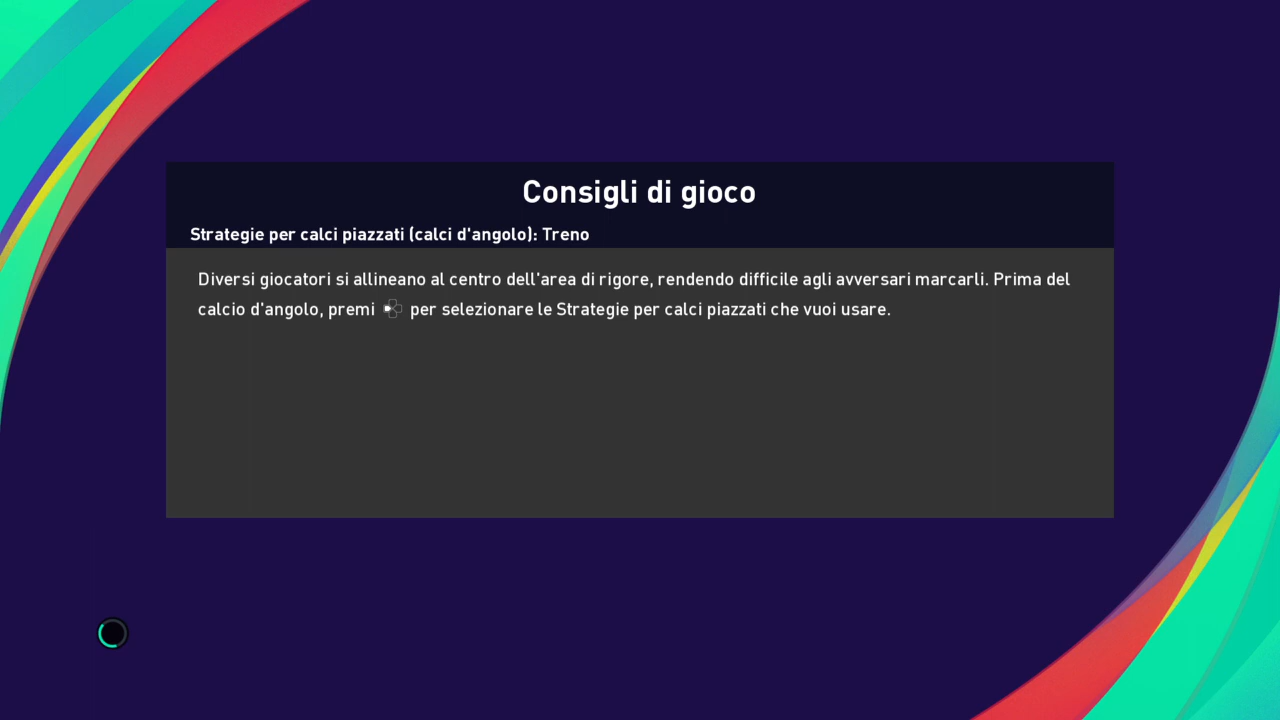 Consigli di gioco
Strategie per calci piazzati (calci d'angolo): Treno
Diversi giocatori si allineano al centro dell'area di rigore, rendendo difficile agli avversari marcarli. Prima del
calcio d'angolo, premi per selezionare le Strategie per calci piazzati che vuoi usare.